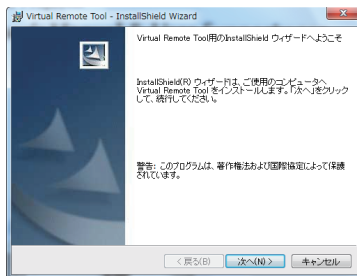 Virtual Remote Tool - InstallShield Wizard
Virtual Remote Tool用のInstallShield ウィザードへようこそ
InstallShield(R) ウィザードは、ご使用のコンピュータへ
Virtual Remote Tool をインストールします。「次へ」をクリック
して、続行してください。
警告: このプログラムは、著作権法および国際協定によって保護
されています。
< 戻る(B)
次へ(N) >
キャンセル